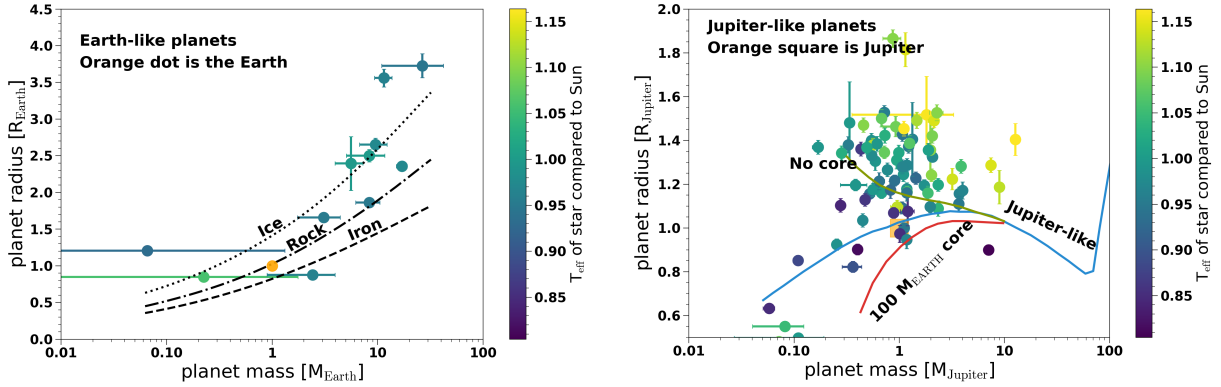 4.5
4.0
3.5
3.0
2.5
2.0
1.5
1.0
0.5
0.0
planet radius [R_Earth]
Earth-like planets
Orange dot is the Earth
Ice
Rock
Iron
0.01
0.10
1
10
100
planet mass [M_Earth]
1.15
1.10
1.05
1.00
0.95
0.90
0.85
T_eff of star compared to Sun
2.0
1.8
1.6
1.4
1.2
1.0
0.8
0.6
planet radius [R_Jupiter]
Jupiter-like planets
Orange square is Jupiter
No core
Jupiter-like
100 M_EARTH core
0.01
0.10
1
10
100
planet mass [M_Jupiter]
1.15
1.10
1.05
1.00
0.95
0.90
0.85
T_eff of star compared to Sun